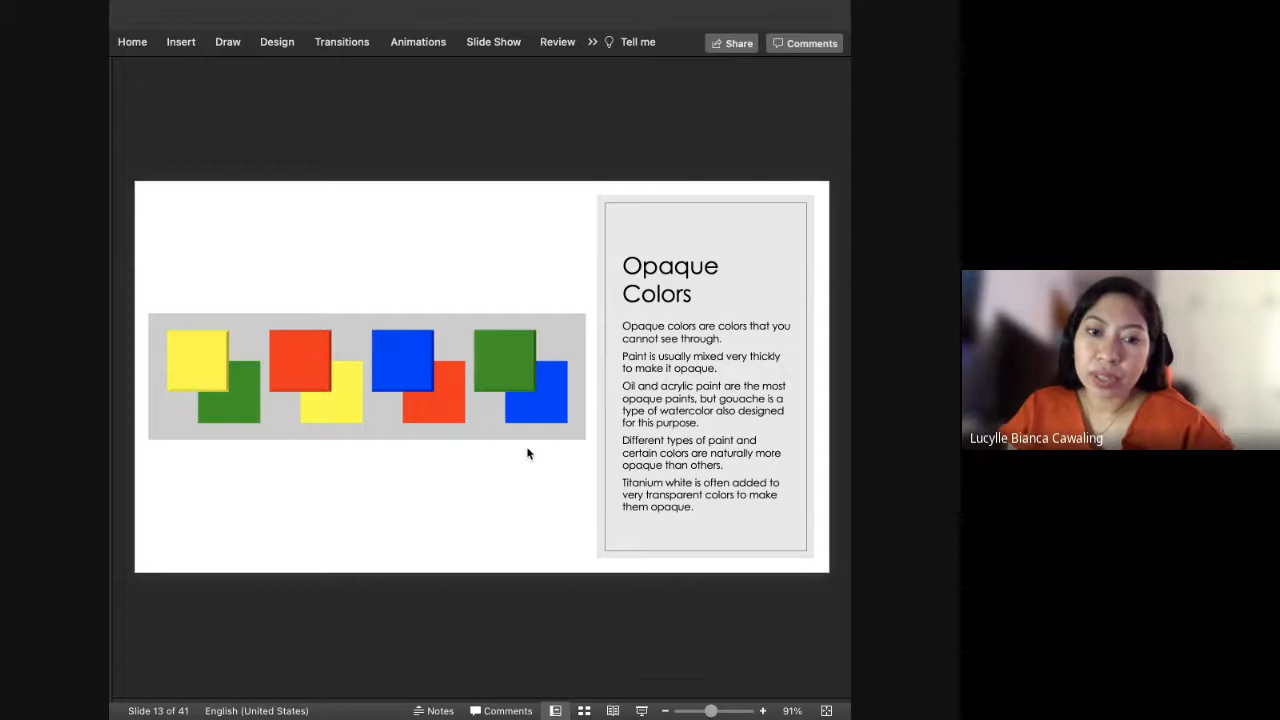 Home Insert Draw Design Transitions Animations Slide Show Review Tell me Share Comments
Opaque
Colors
Opaque colors are colors that you
cannot see through.
Paint is usually mixed very thickly
to make it opaque.
Oil and acrylic paint are the most
opaque paints, but gouache is a
type of watercolor also designed
for this purpose.
Different types of paint and
certain colors are naturally more
opaque than others.
Titanium white is often added to
very transparent colors to make
them opaque.
Lucylle Bianca Cawaling
Slide 13 of 41 English (United States) Notes Comments 91%